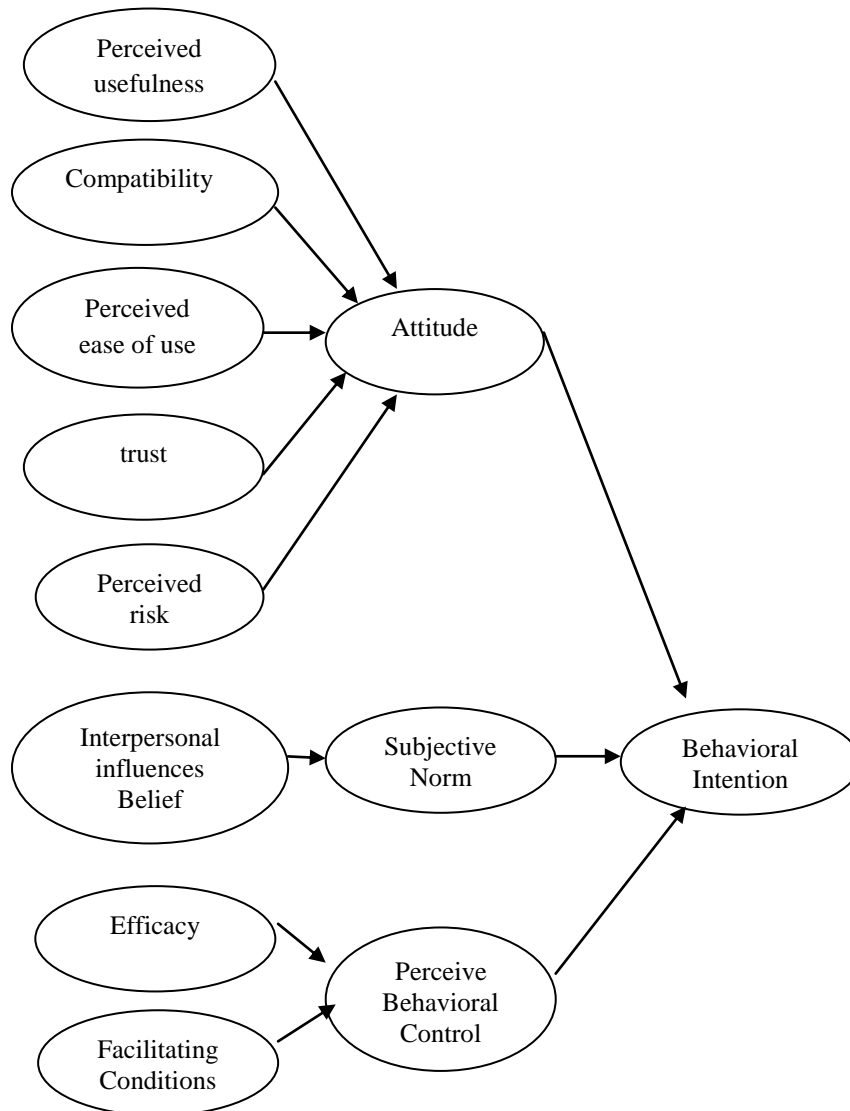 Perceived
usefulness
Compatibility
Perceived
ease of use
Attitude
trust
Perceived
risk
Interpersonal
influences
Belief
Subjective
Norm
Behavioral
Intention
Efficacy
Perceive
Behavioral
Control
Facilitating
Conditions